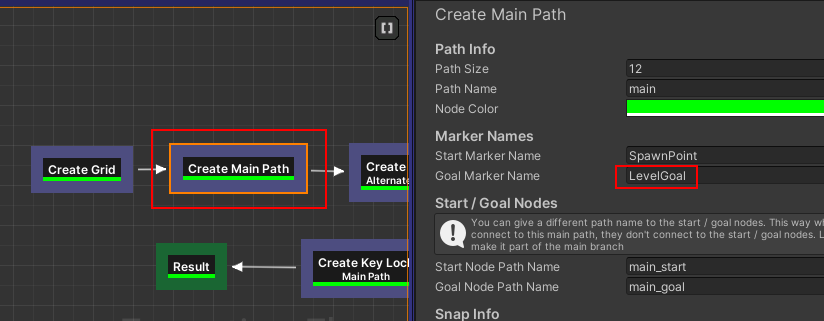 []
Create Grid
Create Main Path
Create
Alternate
Result
Create Key Lock
Main Path
Create Main Path
Path Info
Path Size 12
Path Name main
Node Color
Marker Names
Start Marker Name SpawnPoint
Goal Marker Name LevelGoal
Start / Goal Nodes
You can give a different path name to the start / goal nodes. This way wh
connect to this main path, they don't connect to the start / goal nodes. L
make it part of the main branch
Start Node Path Name main_start
Goal Node Path Name main_goal
Snap Info